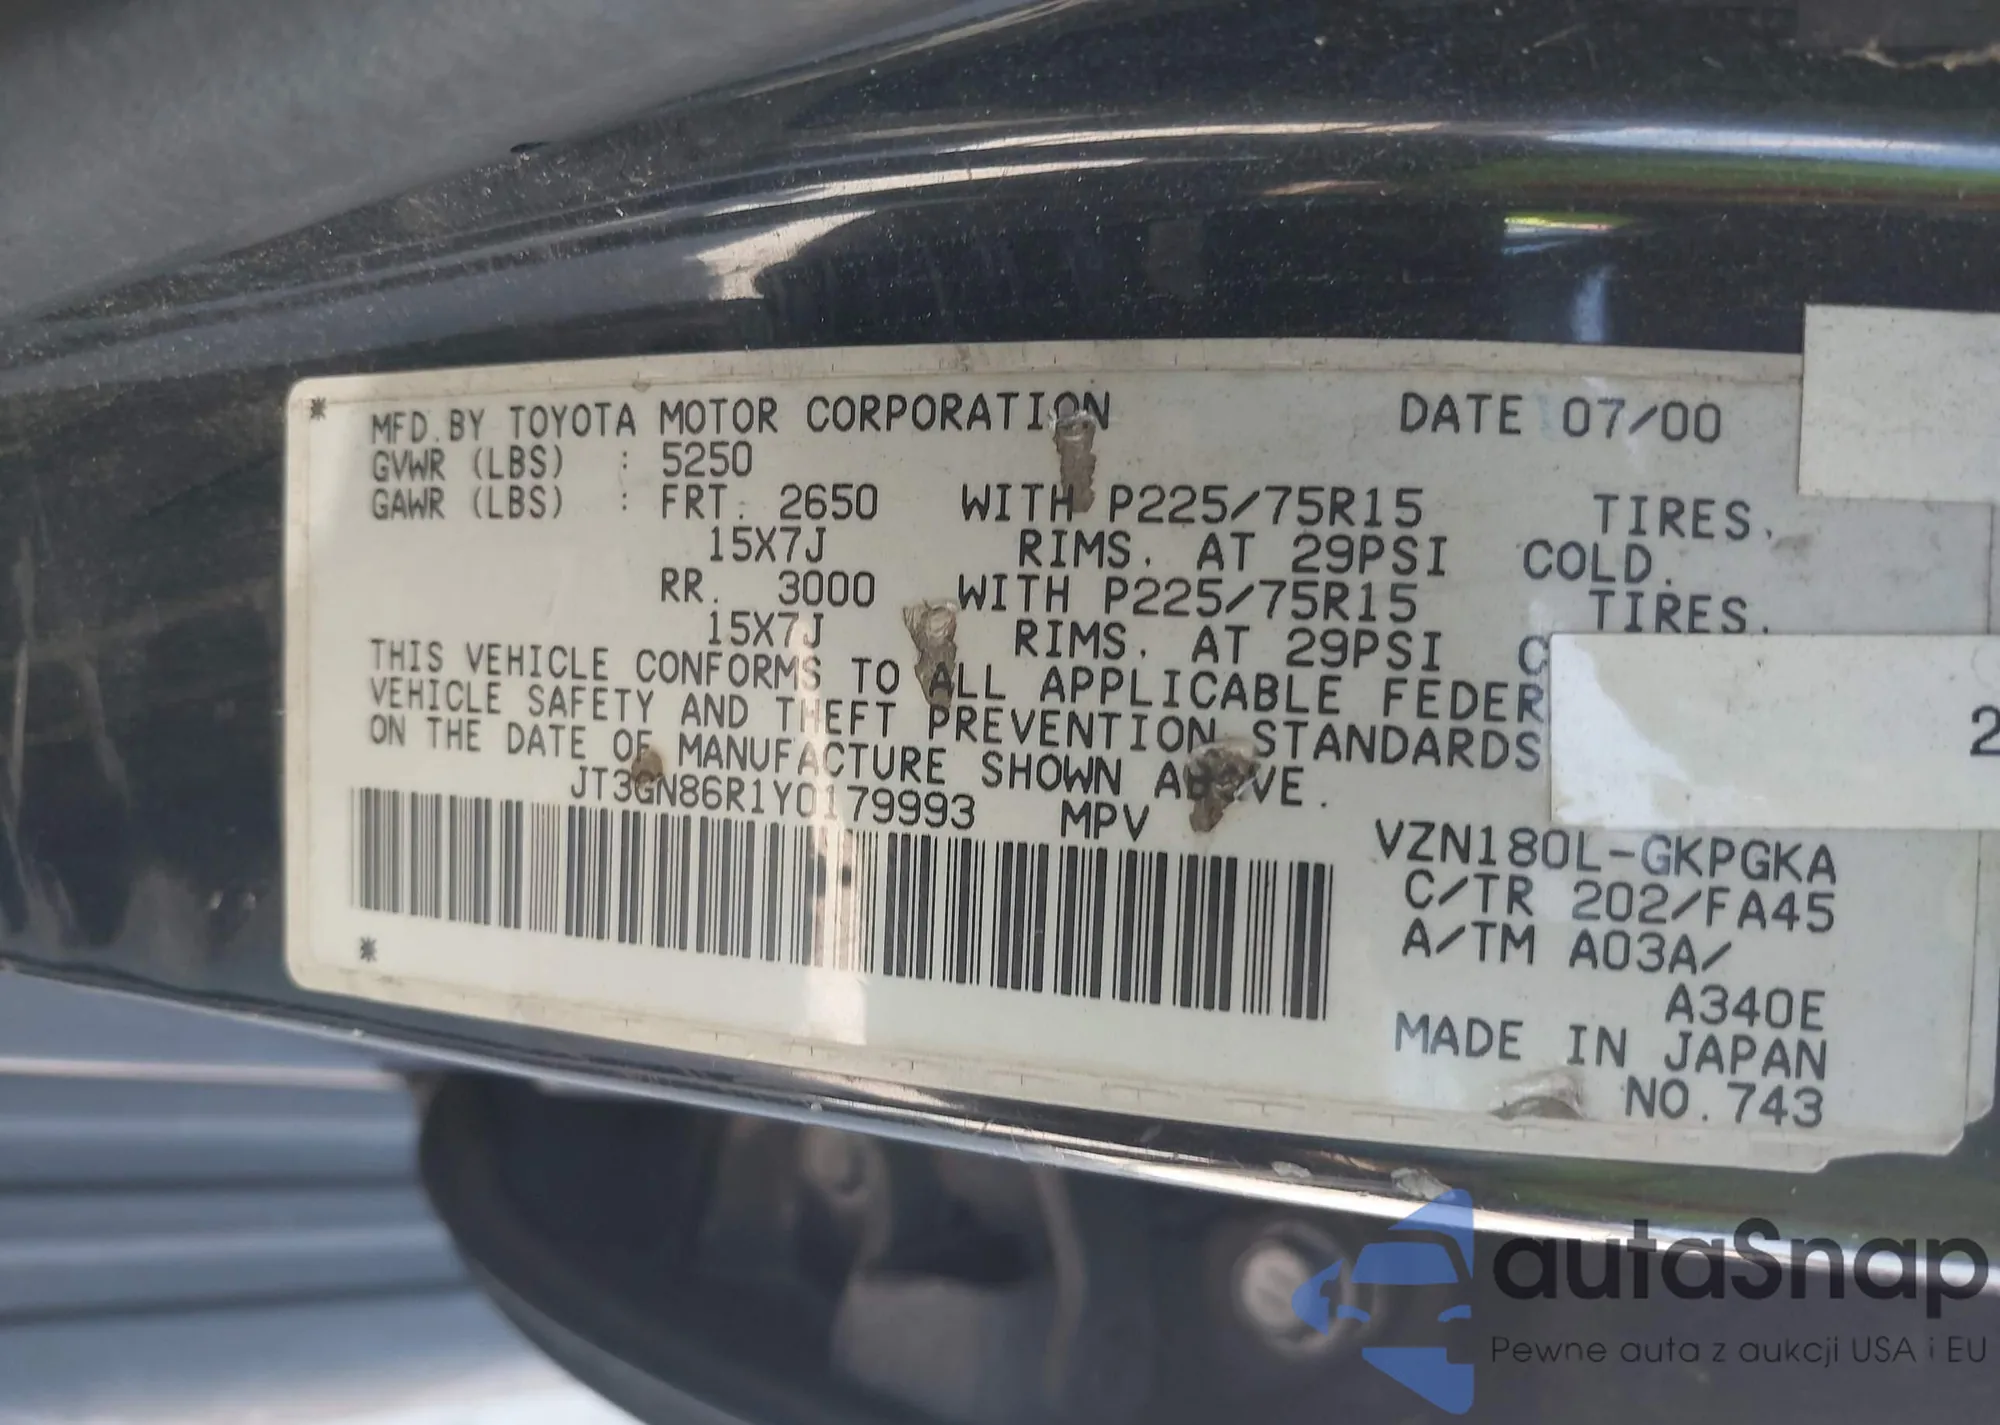 * MFD.BY TOYOTA MOTOR CORPORATION DATE 07/00
GVWR (LBS) : 5250
GAWR (LBS) : FRT. 2650 WITH P225/75R15 TIRES.
15X7J RIMS. AT 29PSI COLD.
RR. 3000 WITH P225/75R15 TIRES.
15X7J RIMS. AT 29PSI C
THIS VEHICLE CONFORMS TO ALL APPLICABLE FEDER
VEHICLE SAFETY AND THEFT PREVENTION STANDARDS
ON THE DATE OF MANUFACTURE SHOWN ABOVE.
2
JT3GN86R1Y0179993 MPV
VZN180L-GKPGKA
C/TR 202/FA45
A/TM A03A/
A340E
*
MADE IN JAPAN
NO.743
autaSnap
Pewne auta z aukcji USA i EU